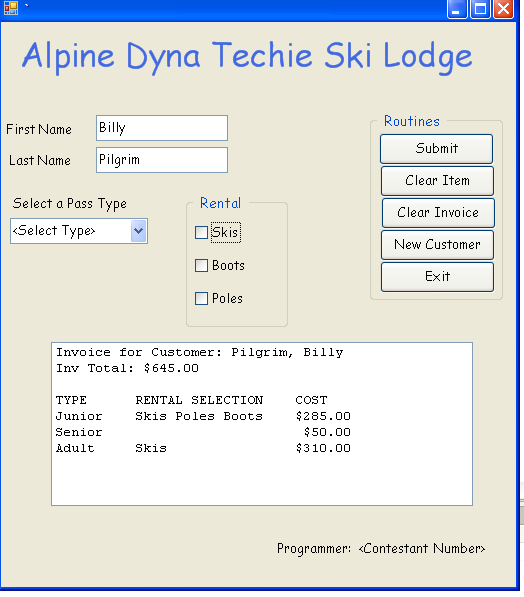 Alpine Dyna Techie Ski Lodge
First Name Billy
Last Name Pilgrim
Select a Pass Type
<Select Type>
Rental
Skis
Boots
Poles
Routines
Submit
Clear Item
Clear Invoice
New Customer
Exit
Invoice for Customer: Pilgrim, Billy
Inv Total: $645.00
TYPE RENTAL SELECTION COST
Junior Skis Poles Boots $285.00
Senior $50.00
Adult Skis $310.00
Programmer: <Contestant Number>